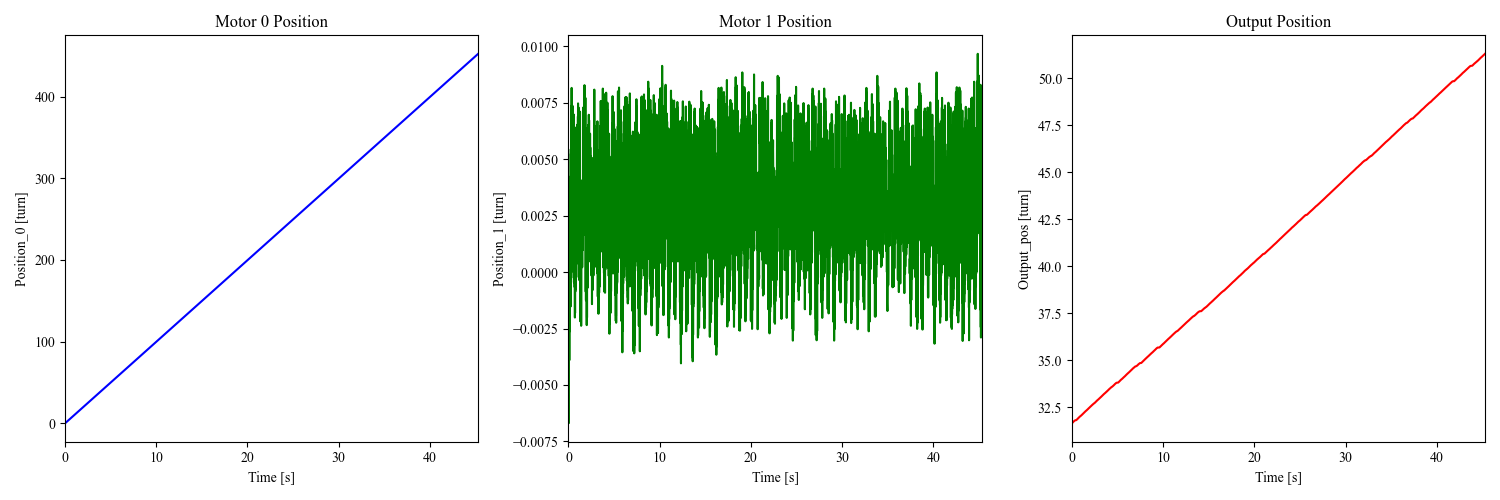 Motor 0 Position
Position_0 [turn]
400
300
200
100
0
0 10 20 30 40
Time [s]
Motor 1 Position
Position_1 [turn]
0.0100
0.0075
0.0050
0.0025
0.0000
−0.0025
−0.0050
−0.0075
0 10 20 30 40
Time [s]
Output Position
Output_pos [turn]
50.0
47.5
45.0
42.5
40.0
37.5
35.0
32.5
0 10 20 30 40
Time [s]